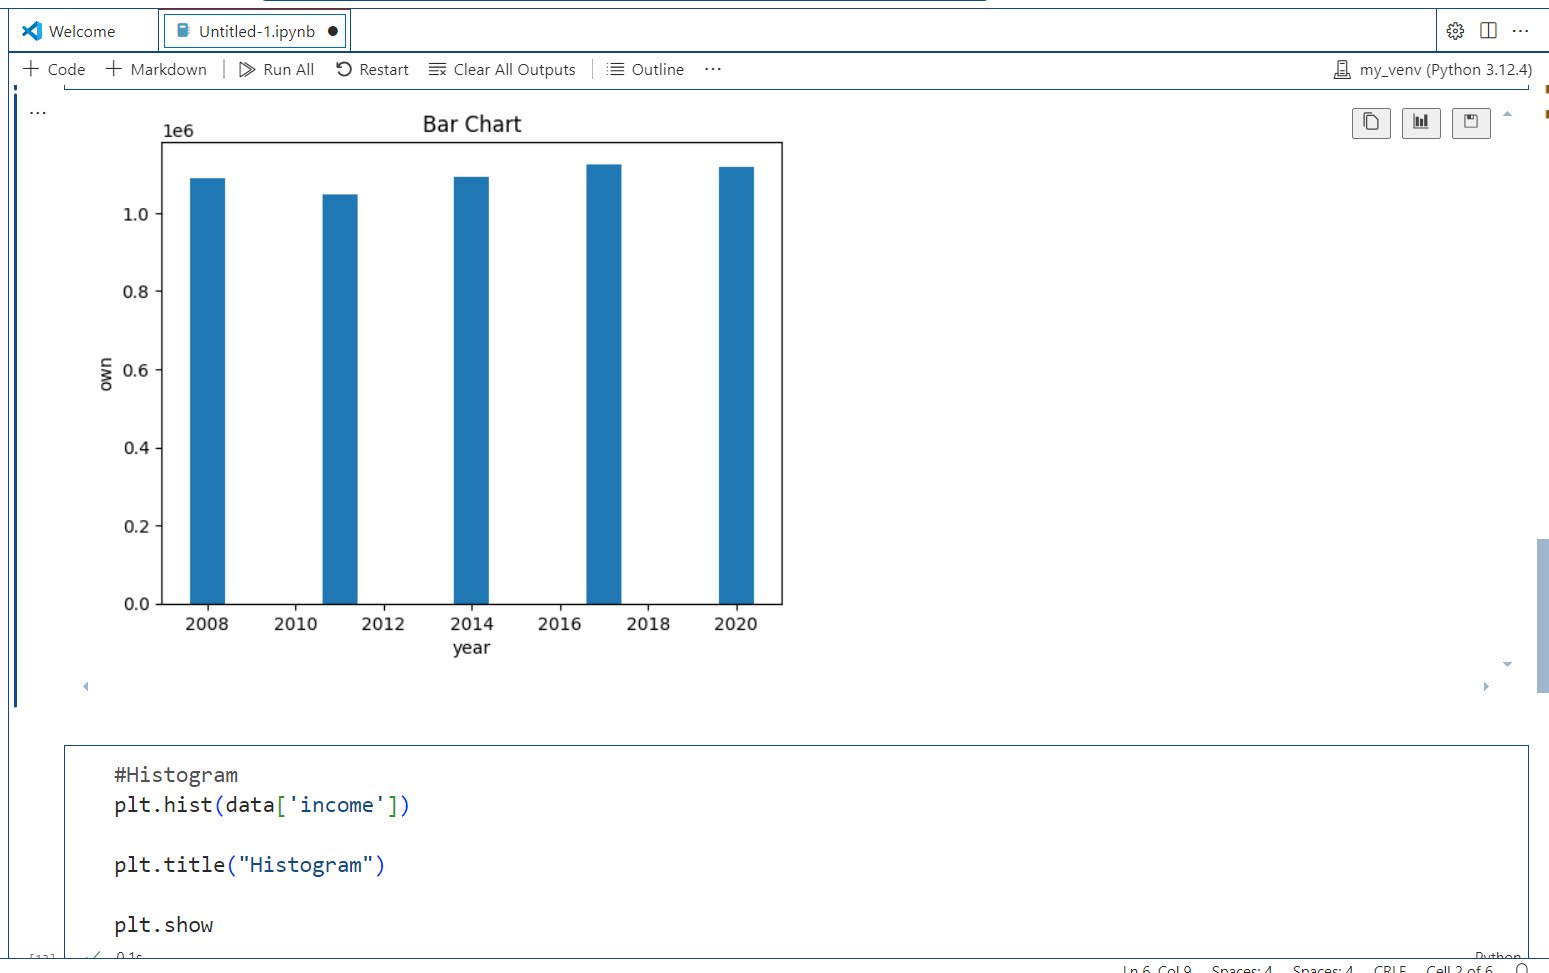 Welcome
Untitled-1.ipynb
Code Markdown Run All Restart Clear All Outputs Outline ...
my_venv (Python 3.12.4)
...
Bar Chart
1e6
1.0
0.8
0.6
0.4
0.2
0.0
own
2008 2010 2012 2014 2016 2018 2020
year
#Histogram
plt.hist(data['income'])
plt.title("Histogram")
plt.show
0.1s
Python
Ln 6, Col 9 Spaces: 4 Spaces: 4 CRLF Cell 2 of 6